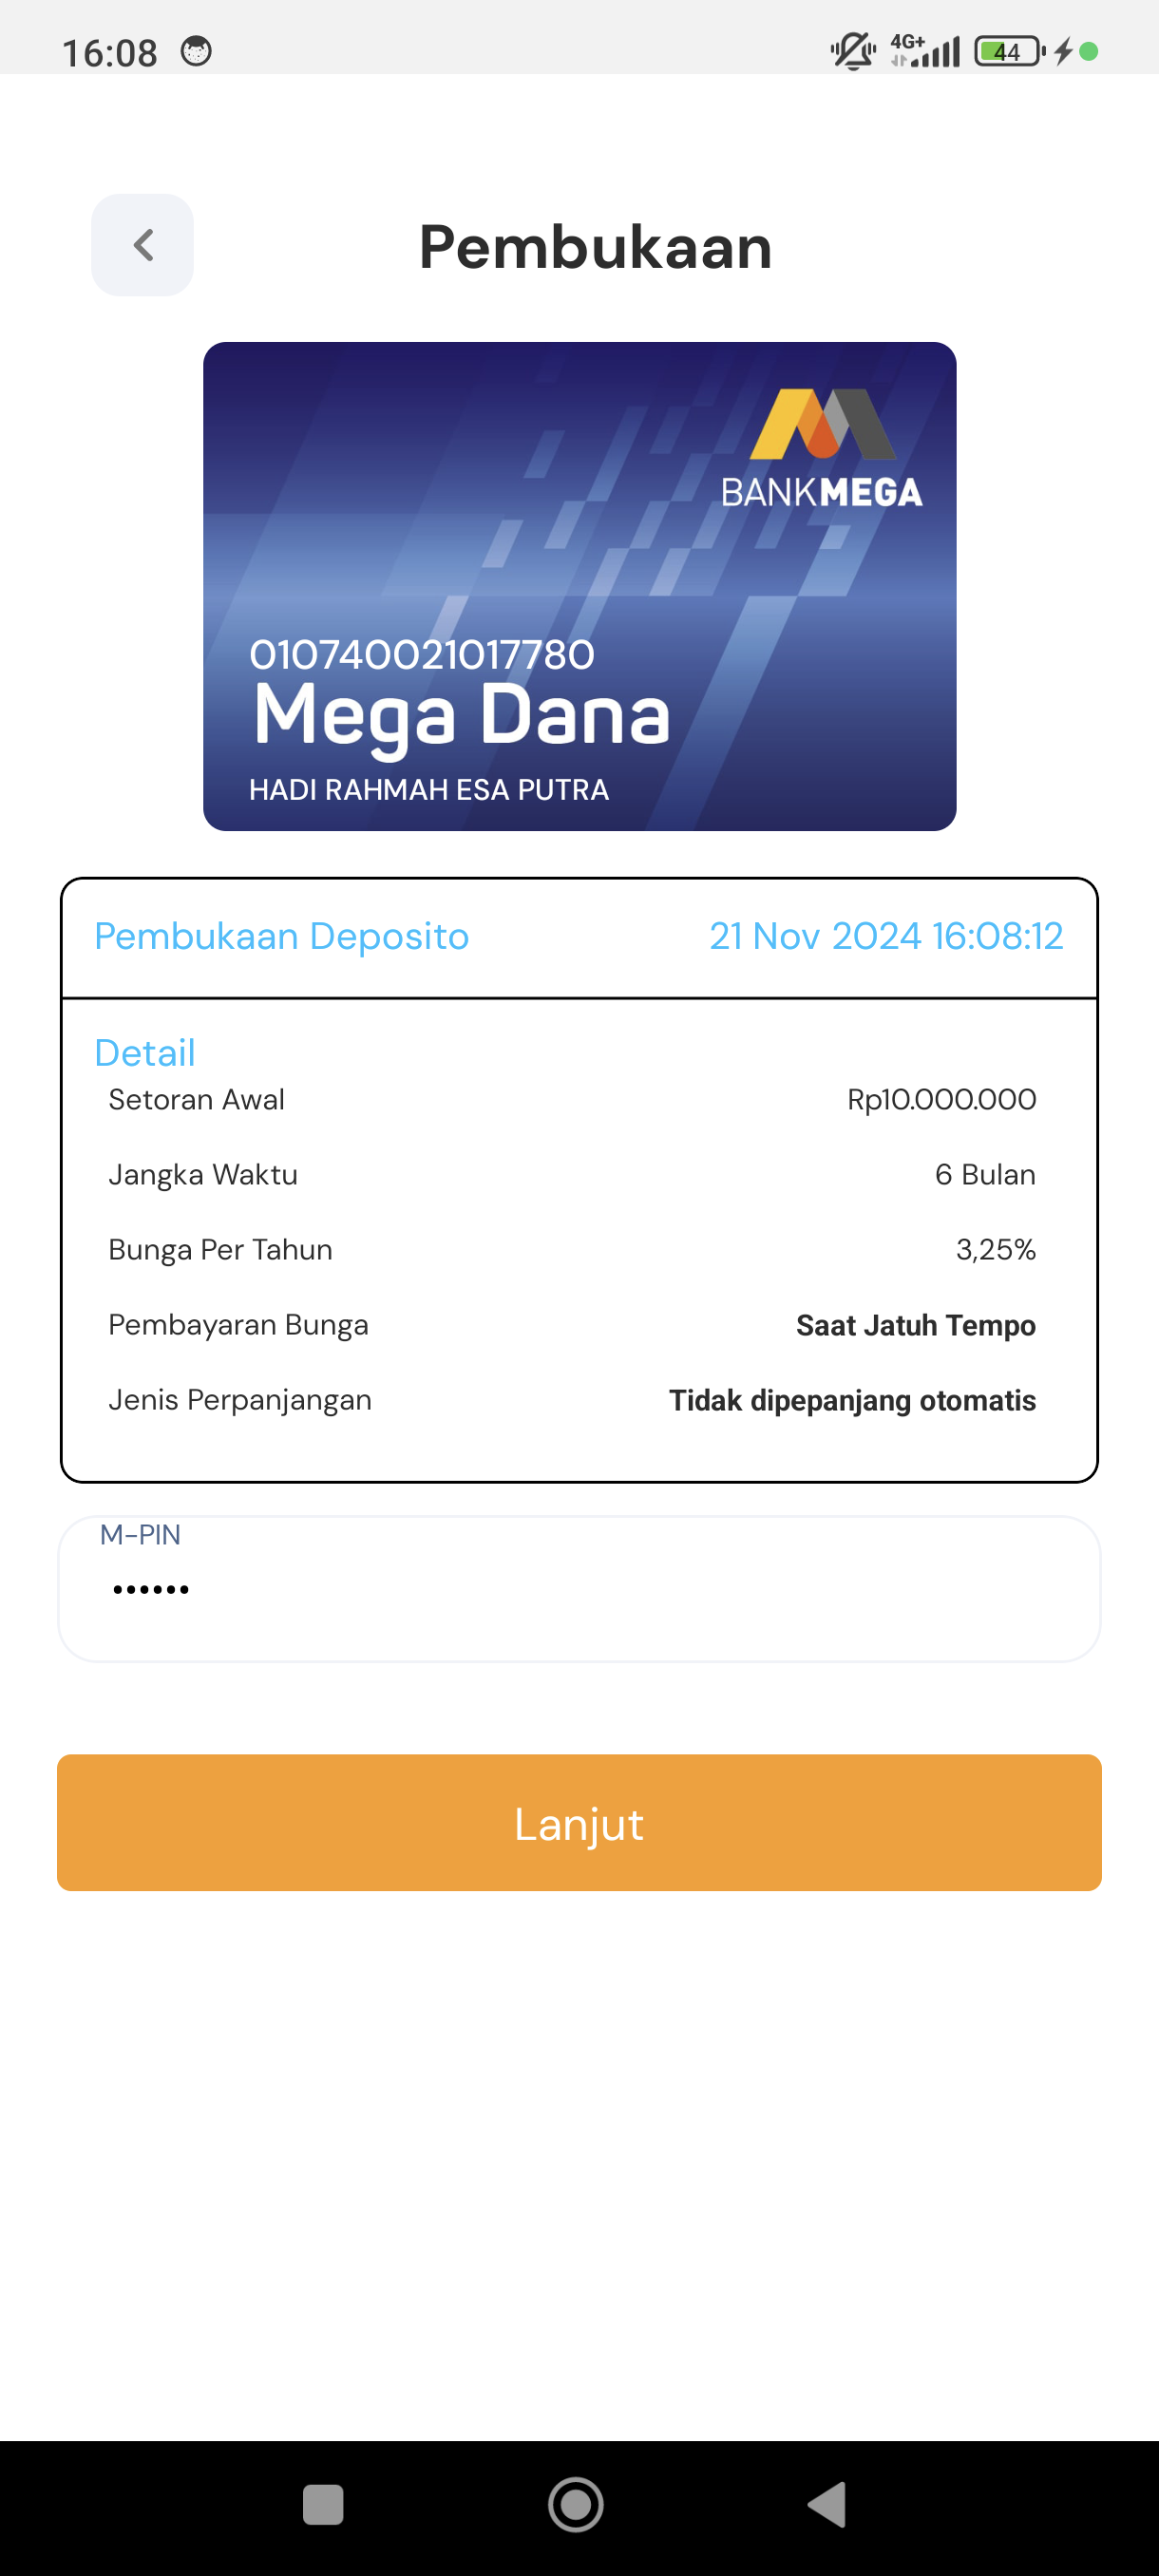 16:08 4G+ 44
Pembukaan
BANKMEGA
010740021017780
Mega Dana
HADI RAHMAH ESA PUTRA
Pembukaan Deposito 21 Nov 2024 16:08:12
Detail
Setoran Awal Rp10.000.000
Jangka Waktu 6 Bulan
Bunga Per Tahun 3,25%
Pembayaran Bunga Saat Jatuh Tempo
Jenis Perpanjangan Tidak dipepanjang otomatis
M-PIN
••••••
Lanjut